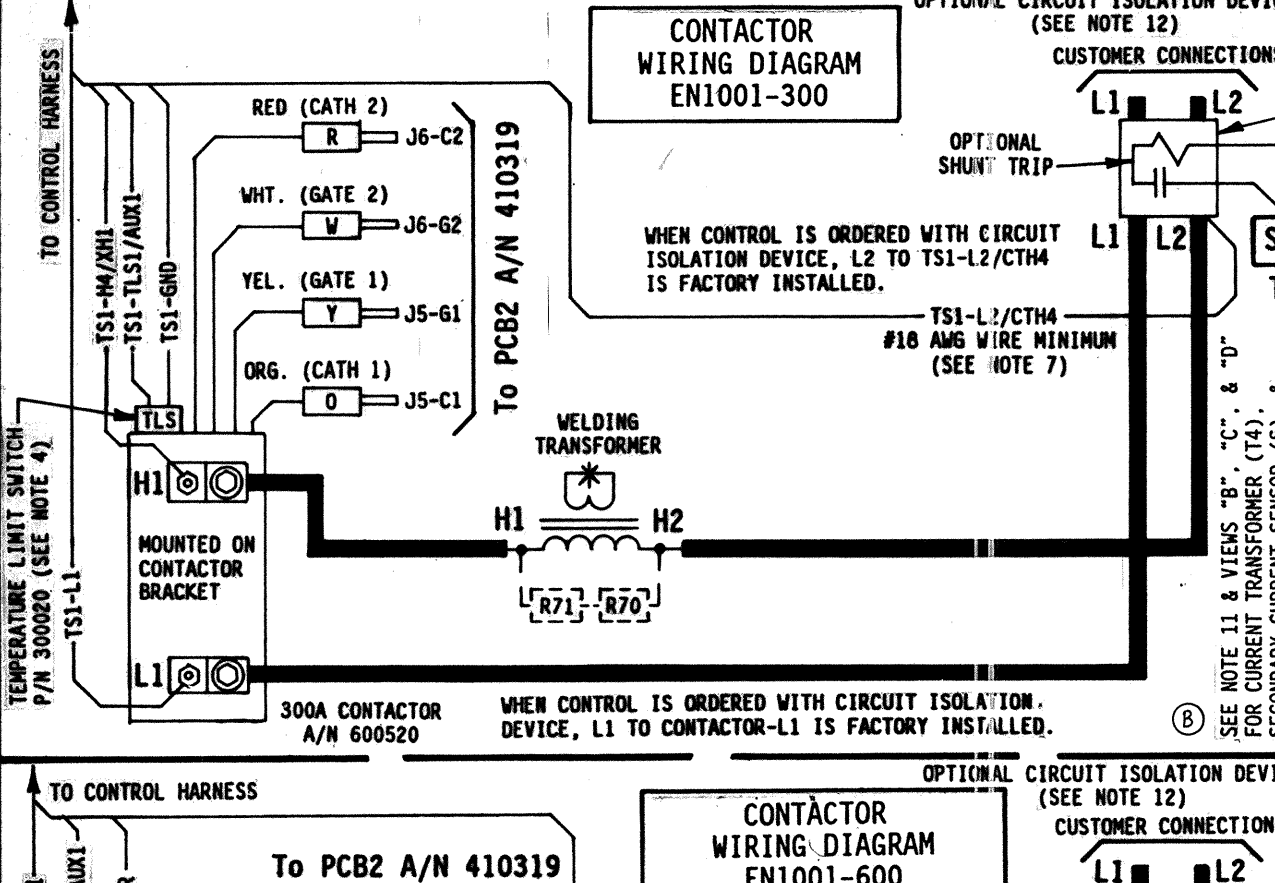 OPTIONAL CIRCUIT ISOLATION
(SEE NOTE 12)
CUSTOMER CONNECTIONS
CONTACTOR
WIRING DIAGRAM
EN1001-300
L1 L2
OPTIONAL
SHUNT TRIP
L1 L2
TO CONTROL HARNESS
TS1-H4/XH1
TS1-TLS1/AUX1
TS1-GND
RED (CATH 2)
R J6-C2
WHT. (GATE 2)
W J6-G2
YEL. (GATE 1)
Y J5-G1
ORG. (CATH 1)
O J5-C1
To PCB2 A/N 410319
WHEN CONTROL IS ORDERED WITH CIRCUIT
ISOLATION DEVICE, L2 TO TS1-L2/CTH4
IS FACTORY INSTALLED.
TS1-L2/CTH4
#18 AWG WIRE MINIMUM
(SEE NOTE 7)
TLS
TEMPERATURE LIMIT SWITCH
P/N 300020 (SEE NOTE 4)
TS1-L1
H1
MOUNTED ON
CONTACTOR
BRACKET
L1
WELDING
TRANSFORMER
H1 H2
R71 R70
300A CONTACTOR
A/N 600520
WHEN CONTROL IS ORDERED WITH CIRCUIT ISOLATION.
DEVICE, L1 TO CONTACTOR-L1 IS FACTORY INSTALLED.
B
SEE NOTE 11 & VIEWS "B", "C", & "D"
FOR CURRENT TRANSFORMER (T4),
TO CONTROL HARNESS
To PCB2 A/N 410319
CONTACTOR
WIRING DIAGRAM
EN1001-600
OPTIONAL CIRCUIT ISOLATION
(SEE NOTE 12)
CUSTOMER CONNECTION
L1 L2